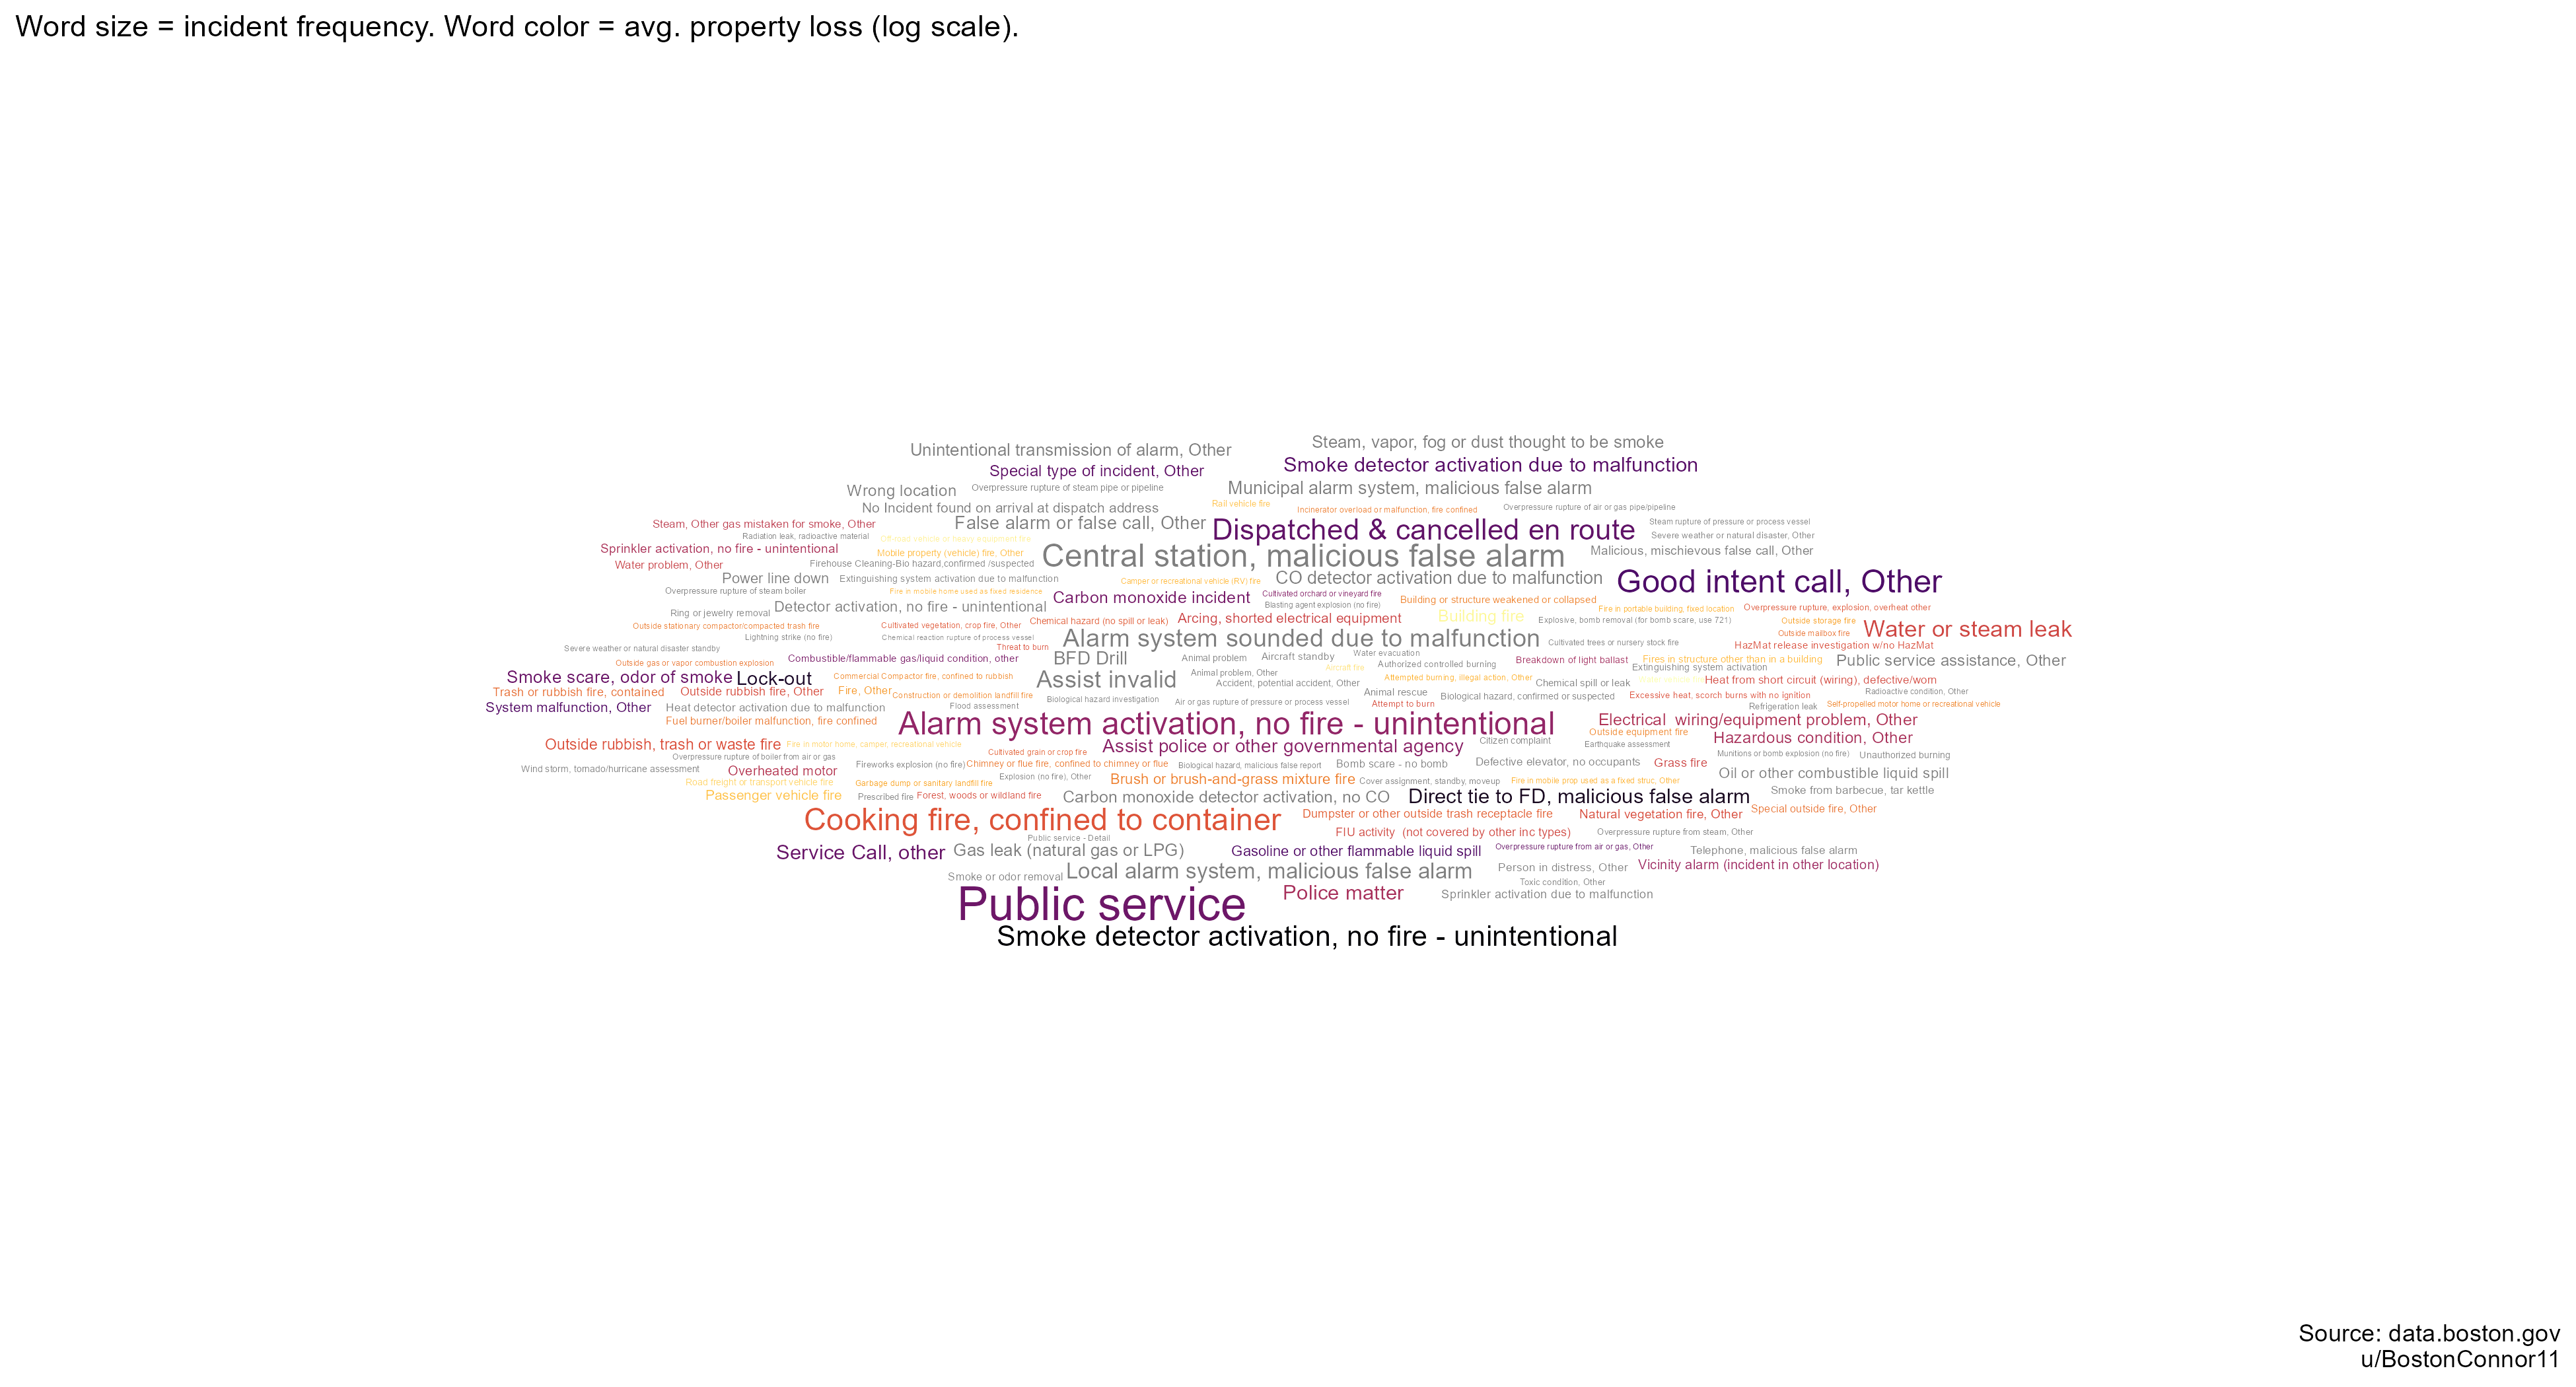 Word size = incident frequency. Word color = avg. property loss (log scale).
Steam, vapor, fog or dust thought to be smoke
Unintentional transmission of alarm, Other
Smoke detector activation due to malfunction
Special type of incident, Other
Overpressure rupture of steam pipe or pipeline
Municipal alarm system, malicious false alarm
Wrong location
Rail vehicle fire
No Incident found on arrival at dispatch address
Incinerator overload or malfunction, fire confined
Overpressure rupture of air or gas pipe/pipeline
Steam, Other gas mistaken for smoke, Other
False alarm or false call, Other
Dispatched & cancelled en route
Steam rupture of pressure or process vessel
Radiation leak, radioactive material
Off-road vehicle or heavy equipment fire
Severe weather or natural disaster, Other
Sprinkler activation, no fire - unintentional
Mobile property (vehicle) fire, Other
Central station, malicious false alarm
Malicious, mischievous false call, Other
Water problem, Other
Firehouse Cleaning-Bio hazard,confirmed /suspected
Power line down
Extinguishing system activation due to malfunction
Camper or recreational vehicle (RV) fire
CO detector activation due to malfunction
Good intent call, Other
Overpressure rupture of steam boiler
Fire in mobile home used as fixed residence
Carbon monoxide incident
Cultivated orchard or vineyard fire
Building or structure weakened or collapsed
Ring or jewelry removal
Detector activation, no fire - unintentional
Blasting agent explosion (no fire)
Fire in portable building, fixed location
Overpressure rupture, explosion, overheat other
Outside stationary compactor/compacted trash fire
Cultivated vegetation, crop fire, Other
Chemical hazard (no spill or leak)
Arcing, shorted electrical equipment
Building fire
Explosive, bomb removal (for bomb scare, use 721)
Outside storage fire
Lightning strike (no fire)
Chemical reaction rupture of process vessel
Outside mailbox fire
Water or steam leak
Severe weather or natural disaster standby
Threat to burn
Alarm system sounded due to malfunction
Cultivated trees or nursery stock fire
HazMat release investigation w/no HazMat
Outside gas or vapor combustion explosion
Combustible/flammable gas/liquid condition, other
BFD Drill
Animal problem
Aircraft standby
Water evacuation
Authorized controlled burning
Breakdown of light ballast
Fires in structure other than in a building
Public service assistance, Other
Smoke scare, odor of smoke
Lock-out
Commercial Compactor fire, confined to rubbish
Assist invalid
Animal problem, Other
Aircraft fire
Extinguishing system activation
Accident, potential accident, Other
Attempted burning, illegal action, Other
Chemical spill or leak
Heat from short circuit (wiring), defective/worn
Trash or rubbish fire, contained
Outside rubbish fire, Other
Fire, Other
Construction or demolition landfill fire
Animal rescue
Biological hazard, confirmed or suspected
Excessive heat, scorch burns with no ignition
Radioactive condition, Other
System malfunction, Other
Heat detector activation due to malfunction
Flood assessment
Biological hazard investigation
Air or gas rupture of pressure or process vessel
Attempt to burn
Refrigeration leak
Self-propelled motor home or recreational vehicle
Fuel burner/boiler malfunction, fire confined
Alarm system activation, no fire - unintentional
Electrical  wiring/equipment problem, Other
Outside rubbish, trash or waste fire
Fire in motor home, camper, recreational vehicle
Cultivated grain or crop fire
Assist police or other governmental agency
Citizen complaint
Outside equipment fire
Earthquake assessment
Hazardous condition, Other
Overpressure rupture of boiler from air or gas
Munitions or bomb explosion (no fire)
Unauthorized burning
Wind storm, tornado/hurricane assessment
Overheated motor
Fireworks explosion (no fire)
Chimney or flue fire, confined to chimney or flue
Biological hazard, malicious false report
Bomb scare - no bomb
Defective elevator, no occupants
Grass fire
Oil or other combustible liquid spill
Road freight or transport vehicle fire
Garbage dump or sanitary landfill fire
Explosion (no fire), Other
Brush or brush-and-grass mixture fire
Cover assignment, standby, moveup
Fire in mobile prop used as a fixed struc, Other
Smoke from barbecue, tar kettle
Passenger vehicle fire
Prescribed fire
Forest, woods or wildland fire
Carbon monoxide detector activation, no CO
Direct tie to FD, malicious false alarm
Special outside fire, Other
Cooking fire, confined to container
Dumpster or other outside trash receptacle fire
Natural vegetation fire, Other
Public service - Detail
FIU activity  (not covered by other inc types)
Overpressure rupture from steam, Other
Service Call, other
Gas leak (natural gas or LPG)
Gasoline or other flammable liquid spill
Overpressure rupture from air or gas, Other
Telephone, malicious false alarm
Smoke or odor removal
Local alarm system, malicious false alarm
Person in distress, Other
Vicinity alarm (incident in other location)
Public service
Police matter
Toxic condition, Other
Sprinkler activation due to malfunction
Smoke detector activation, no fire - unintentional
Source: data.boston.gov
u/BostonConnor11